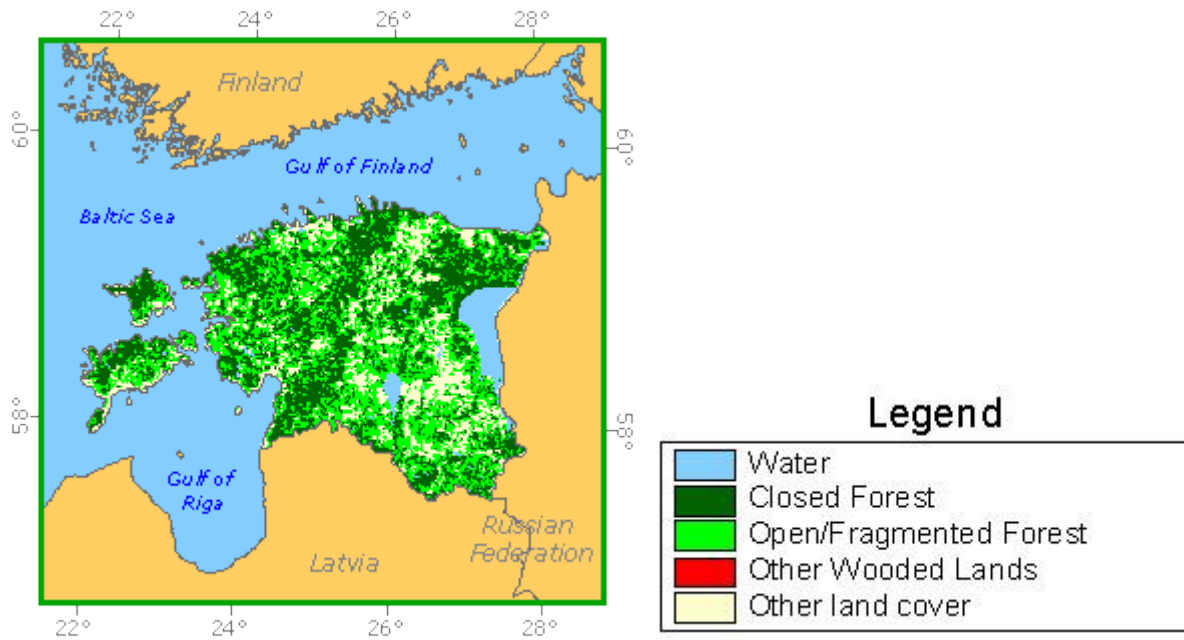 22° 24° 26° 28°
Finland
60°
60°
Gulf of Finland
Baltic Sea
58°
58°
Legend
Water
Closed Forest
Open/Fragmented Forest
Other Wooded Lands
Other land cover
Gulf of
Riga
Russian
Federation
Latvia
22° 24° 26° 28°